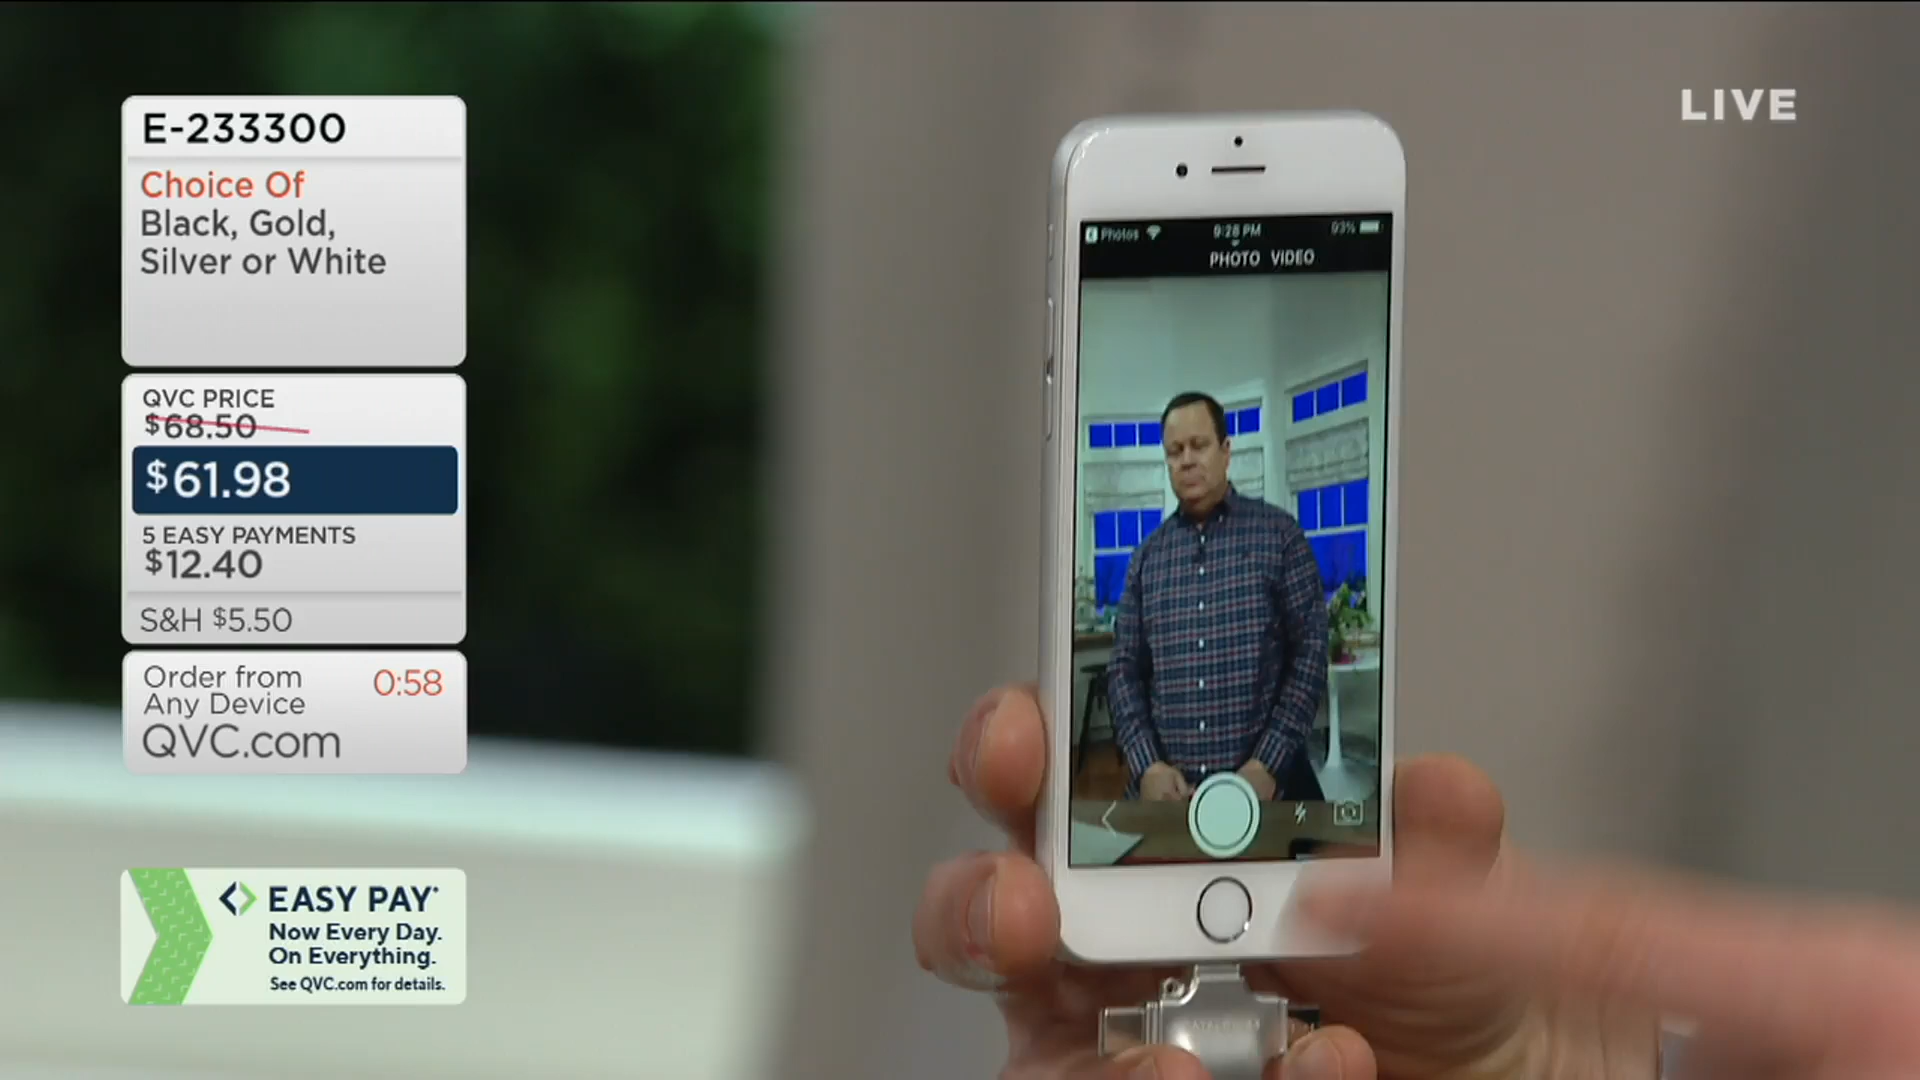 E-233300
Choice Of
Black, Gold,
Silver or White
QVC PRICE
$68.50
$61.98
5 EASY PAYMENTS
$12.40
S&H $5.50
Order from
Any Device
0:58
QVC.com
EASY PAY*
Now Every Day.
On Everything.
See QVC.com for details.
LIVE
Photos
9:28 PM
93%
PHOTO VIDEO